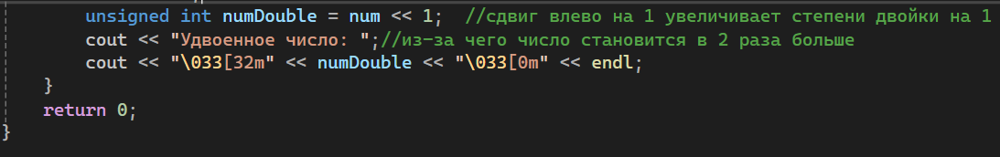 unsigned int numDouble = num << 1;  //сдвиг влево на 1 увеличивает степени двойки на 1
cout << "Удвоенное число: ";//из-за чего число становится в 2 раза больше
cout << "\033[32m" << numDouble << "\033[0m" << endl;
}
return 0;
}